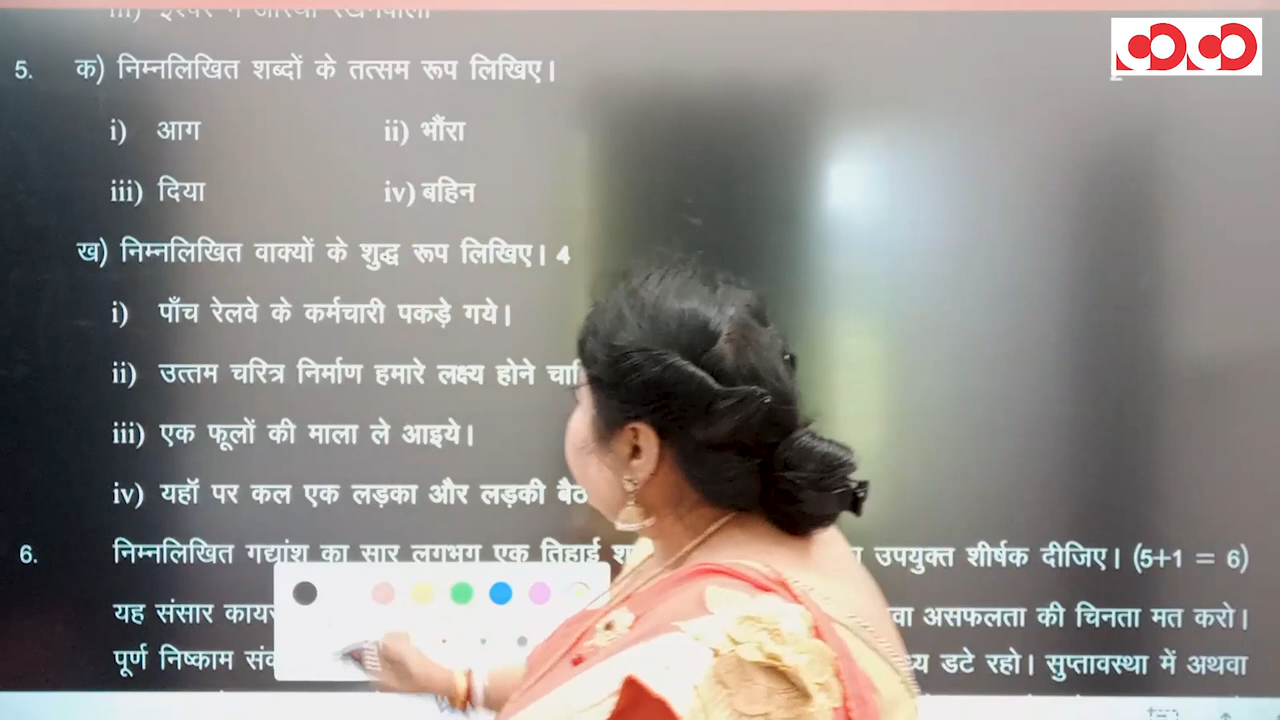 5. क) निम्नलिखित शब्दों के तत्सम रूप लिखिए।
i) आग ii) भौंरा
iii) दिया iv) बहिन
ख) निम्नलिखित वाक्यों के शुद्ध रूप लिखिए। 4
i) पाँच रेलवे के कर्मचारी पकड़े गये।
ii) उत्तम चरित्र निर्माण हमारे लक्ष्य होने
iii) एक फूलों की माला ले आइये।
iv) यहॉ पर कल एक लड़का और लड़की
6. निम्नलिखित गद्यांश का सार लगभग एक तिहाई उपयुक्त शीर्षक दीजिए। (5+1 = 6)
यह संसार असफलता की चिनता मत करो।
पूर्ण निष्काम डटे रहो। सुप्तावस्था में अथवा